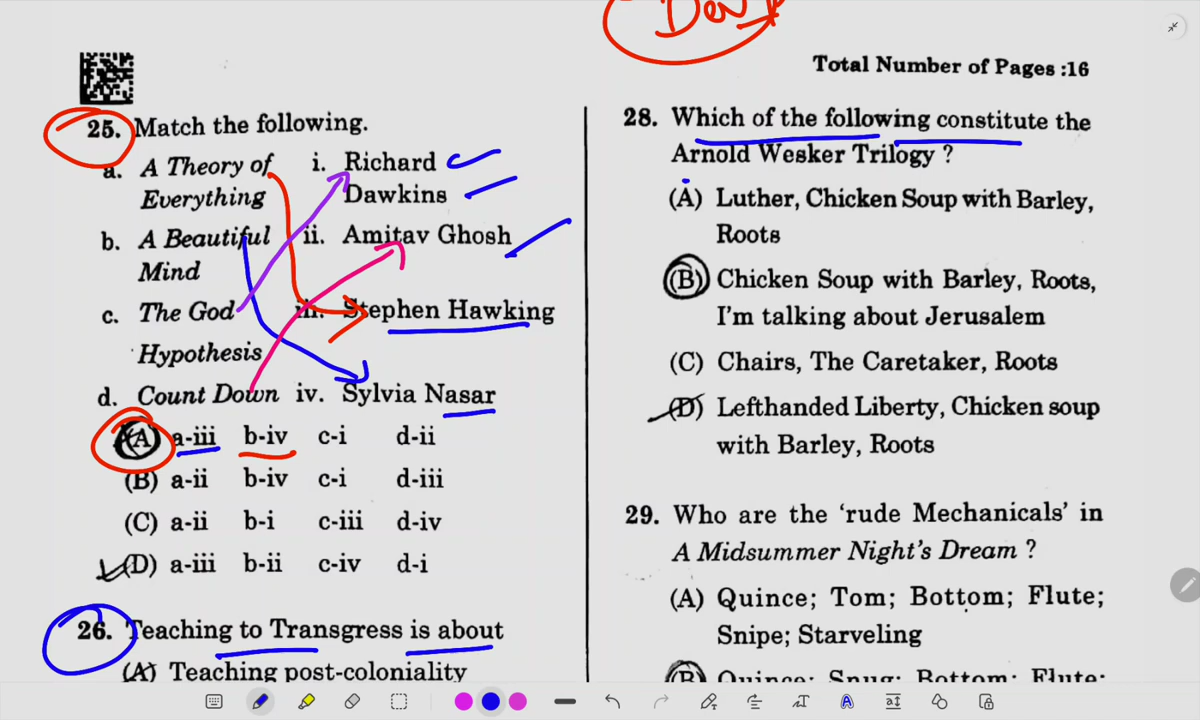 Dev
Total Number of Pages :16
25. Match the following.
a. A Theory of i. Richard
Everything Dawkins
b. A Beautiful ii. Amitav Ghosh
Mind
c. The God iii. Stephen Hawking
Hypothesis
d. Count Down iv. Sylvia Nasar
(A) a-iii b-iv c-i d-ii
(B) a-ii b-iv c-i d-iii
(C) a-ii b-i c-iii d-iv
(D) a-iii b-ii c-iv d-i
26. Teaching to Transgress is about
(A) Teaching post-coloniality
28. Which of the following constitute the
Arnold Wesker Trilogy ?
(A) Luther, Chicken Soup with Barley,
Roots
(B) Chicken Soup with Barley, Roots,
I'm talking about Jerusalem
(C) Chairs, The Caretaker, Roots
(D) Lefthanded Liberty, Chicken soup
with Barley, Roots
29. Who are the 'rude Mechanicals' in
A Midsummer Night's Dream ?
(A) Quince; Tom; Bottom; Flute;
Snipe; Starveling
(B) Quince; Snug; Bottom; Flute;